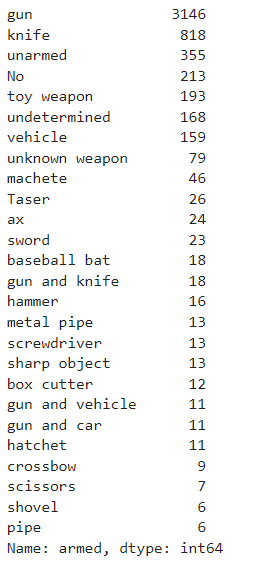 gun 3146
knife 818
unarmed 355
No 213
toy weapon 193
undetermined 168
vehicle 159
unknown weapon 79
machete 46
Taser 26
ax 24
sword 23
baseball bat 18
gun and knife 18
hammer 16
metal pipe 13
screwdriver 13
sharp object 13
box cutter 12
gun and vehicle 11
gun and car 11
hatchet 11
crossbow 9
scissors 7
shovel 6
pipe 6
Name: armed, dtype: int64